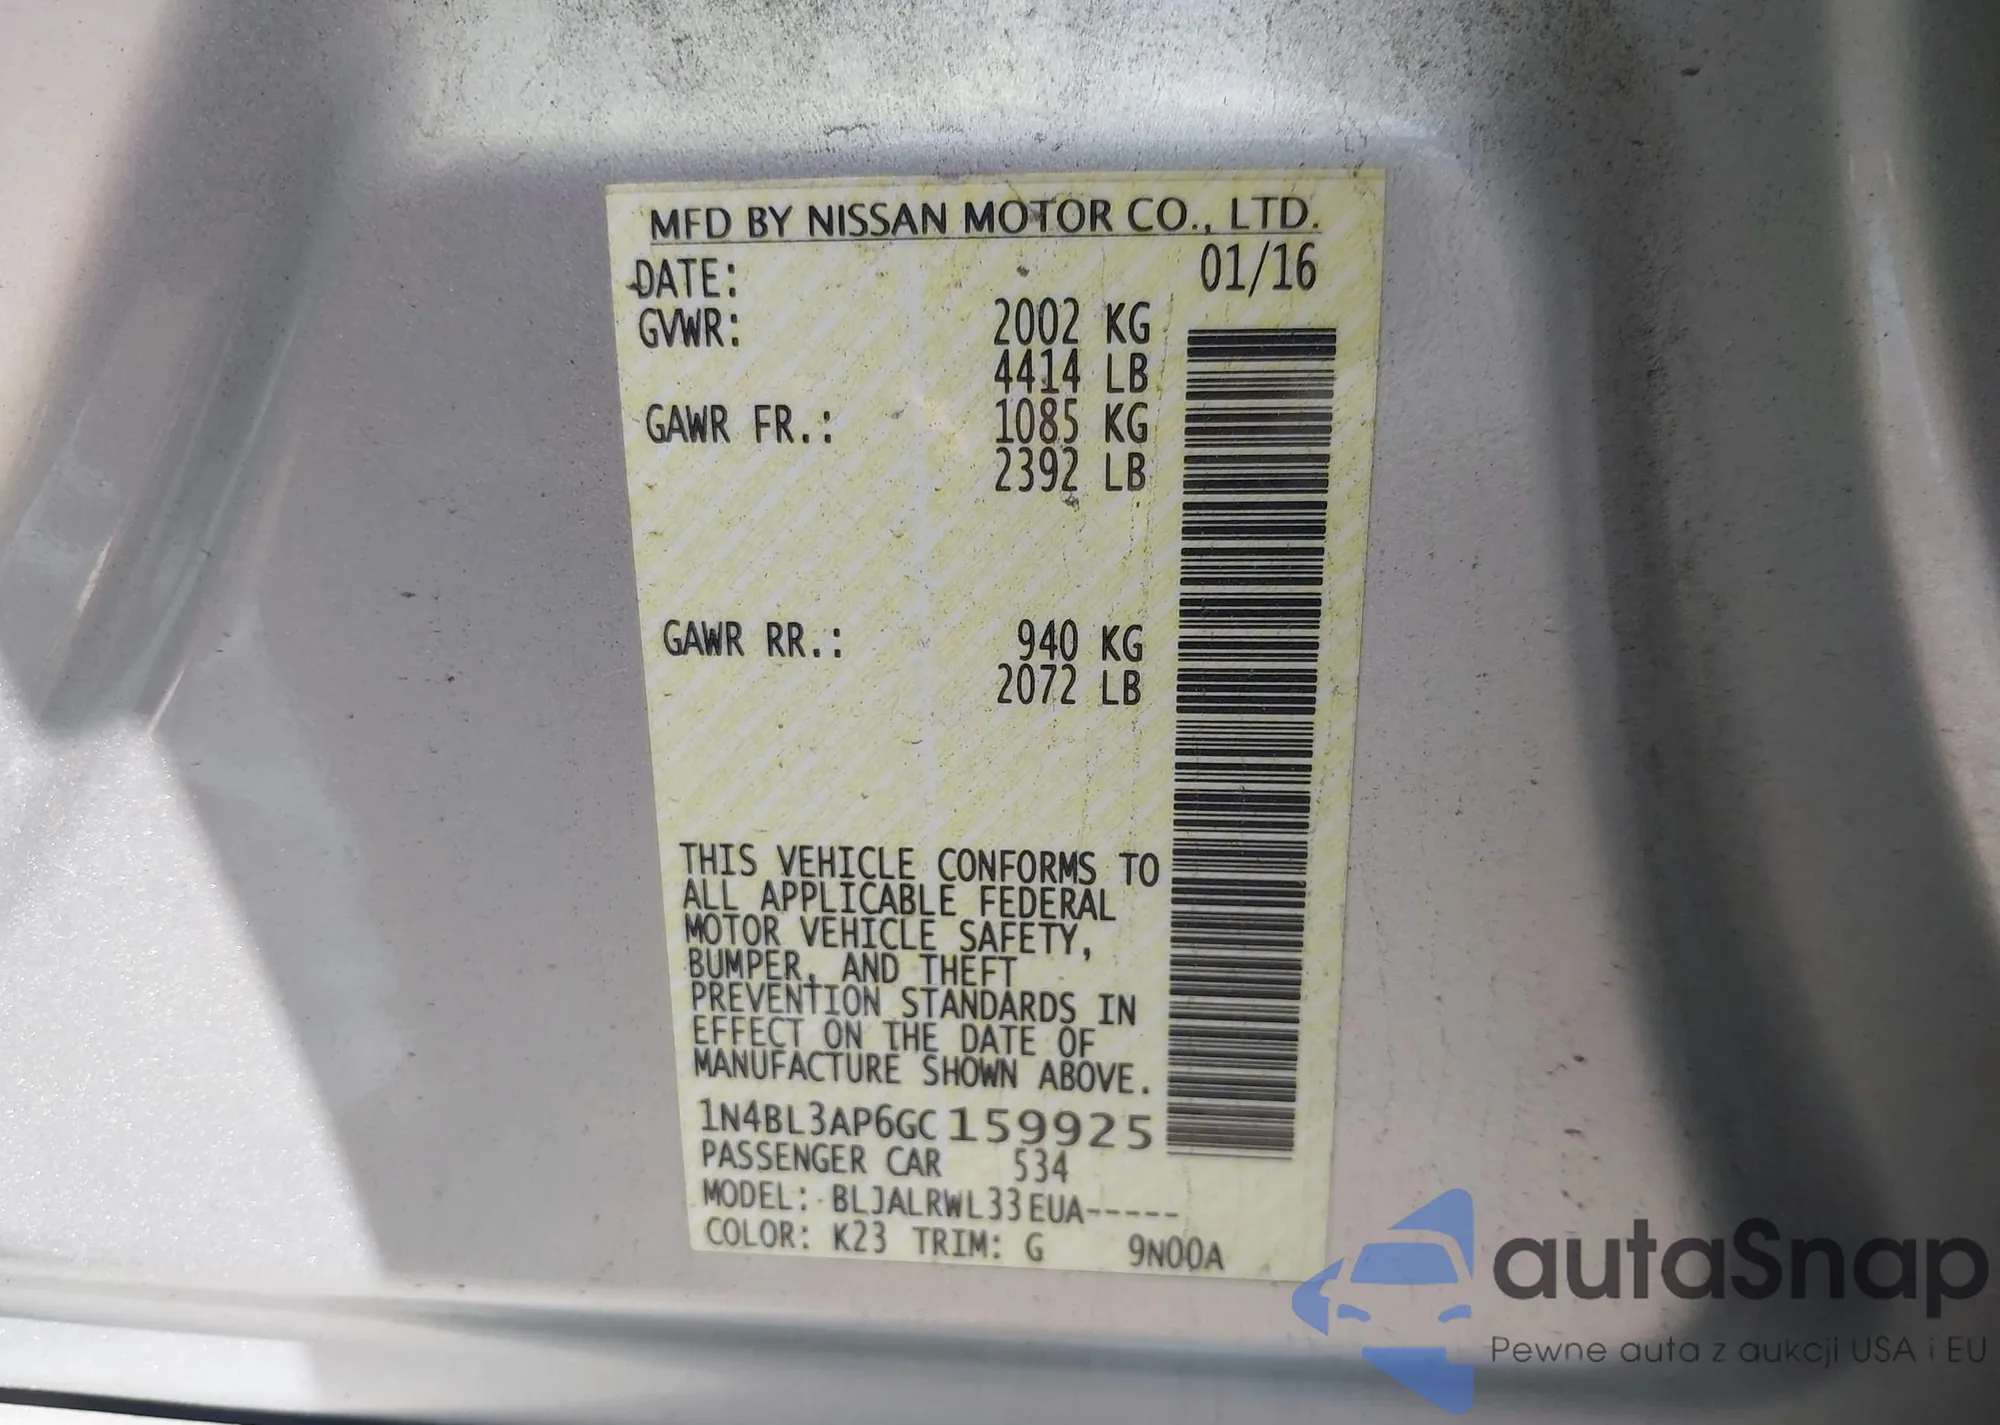 MFD BY NISSAN MOTOR CO., LTD.
DATE: 01/16
GVWR: 2002 KG
4414 LB
GAWR FR.: 1085 KG
2392 LB
GAWR RR.: 940 KG
2072 LB
THIS VEHICLE CONFORMS TO
ALL APPLICABLE FEDERAL
MOTOR VEHICLE SAFETY,
BUMPER, AND THEFT
PREVENTION STANDARDS IN
EFFECT ON THE DATE OF
MANUFACTURE SHOWN ABOVE.
1N4BL3AP6GC159925
PASSENGER CAR 534
MODEL: BLJALRWL33EUA-----
COLOR: K23 TRIM: G 9N00A
autaSnap
Pewne auta z aukcji USA i EU